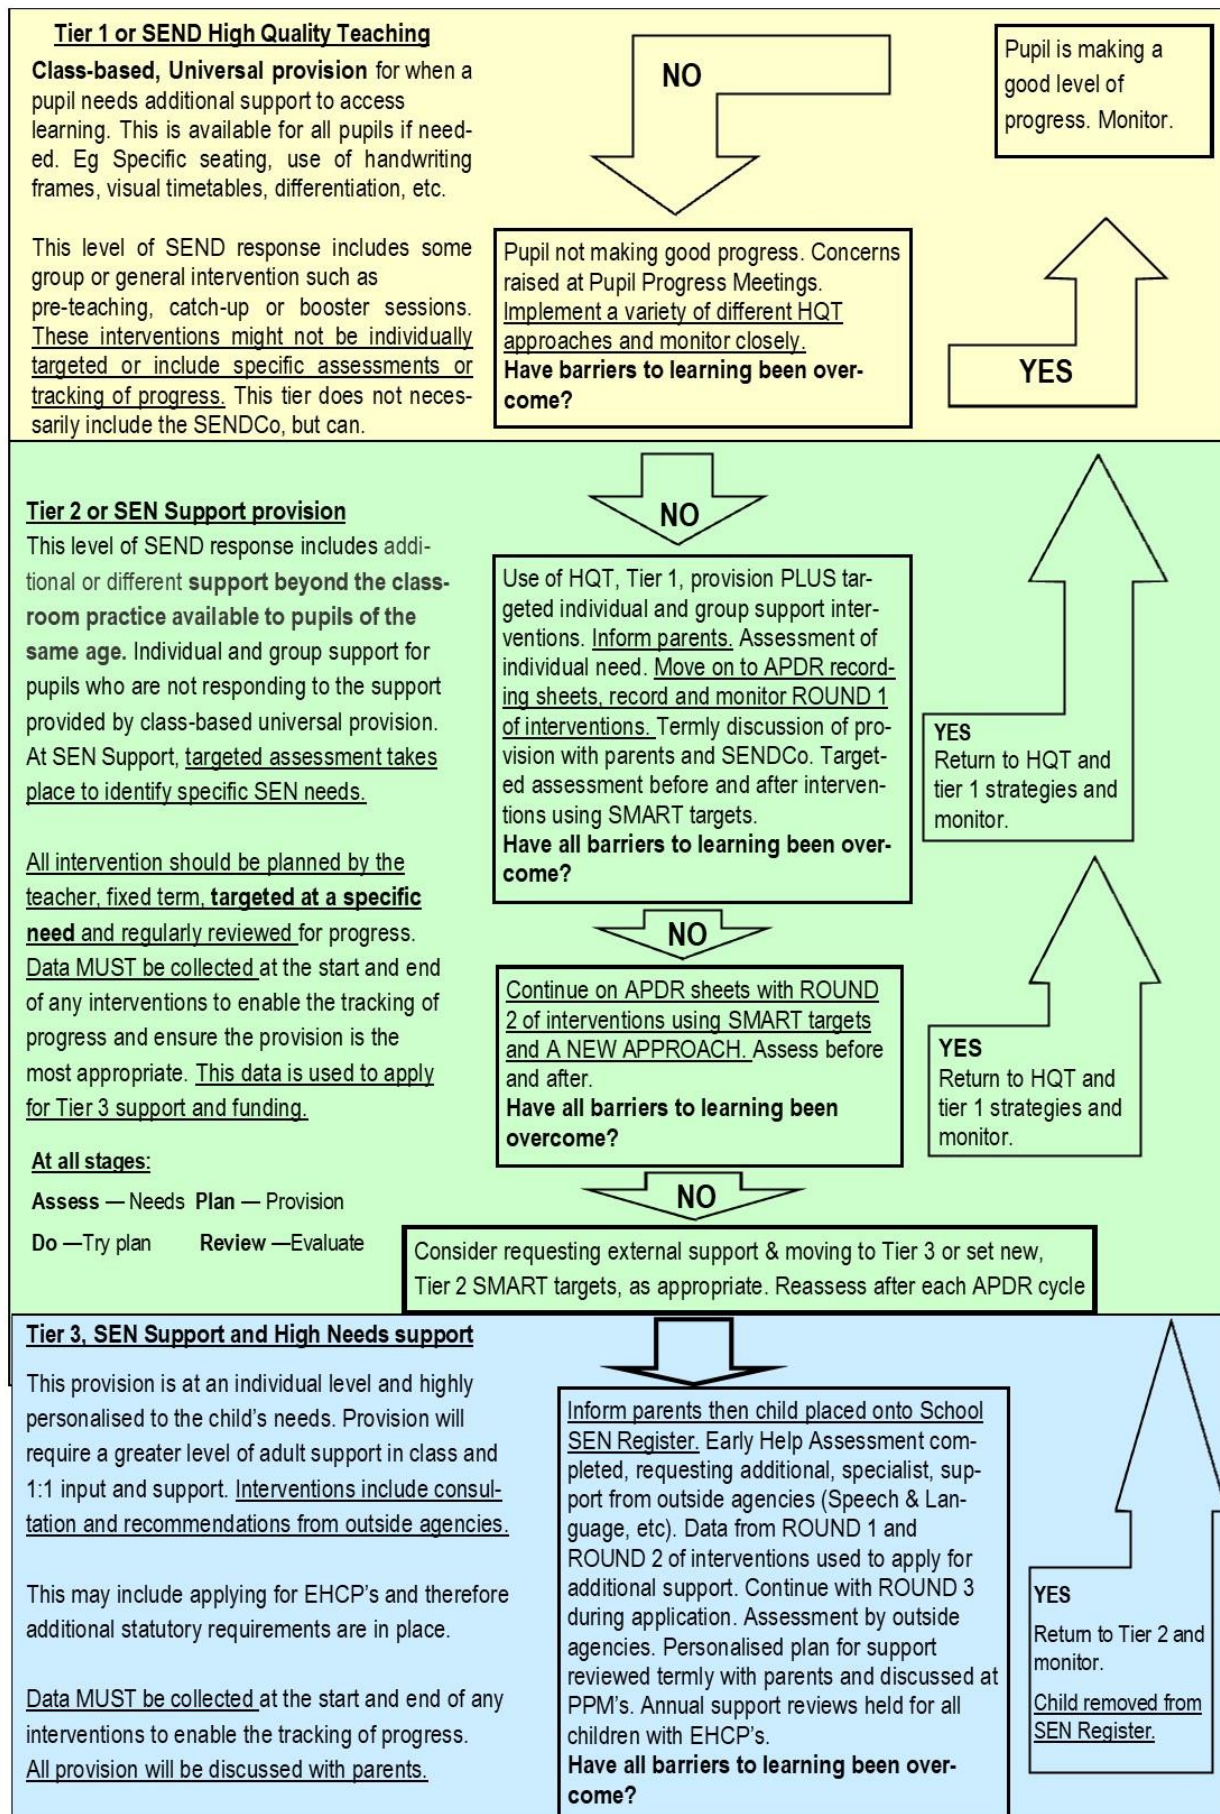 Tier 1 or SEND High Quality Teaching
Class-based, Universal provision for when a
pupil needs additional support to access
learning. This is available for all pupils if need-
ed. Eg Specific seating, use of handwriting
frames, visual timetables, differentiation, etc.
This level of SEND response includes some
group or general intervention such as
pre-teaching, catch-up or booster sessions.
These interventions might not be individually
targeted or include specific assessments or
tracking of progress. This tier does not neces-
sarily include the SENDCo, but can.
NO
Pupil is making a
good level of
progress. Monitor.
Pupil not making good progress. Concerns
raised at Pupil Progress Meetings.
Implement a variety of different HQT
approaches and monitor closely.
Have barriers to learning been over-
come?
YES
Tier 2 or SEN Support provision
This level of SEND response includes addi-
tional or different support beyond the class-
room practice available to pupils of the
same age. Individual and group support for
pupils who are not responding to the support
provided by class-based universal provision.
At SEN Support, targeted assessment takes
place to identify specific SEN needs.
All intervention should be planned by the
teacher, fixed term, targeted at a specific
need and regularly reviewed for progress.
Data MUST be collected at the start and end
of any interventions to enable the tracking of
progress and ensure the provision is the
most appropriate. This data is used to apply
for Tier 3 support and funding.
At all stages:
Assess — Needs Plan — Provision
Do —Try plan Review —Evaluate
NO
Use of HQT, Tier 1, provision PLUS tar-
geted individual and group support inter-
ventions. Inform parents. Assessment of
individual need. Move on to APDR record-
ing sheets, record and monitor ROUND 1
of interventions. Termly discussion of pro-
vision with parents and SENDCo. Target-
ed assessment before and after interven-
tions using SMART targets.
Have all barriers to learning been over-
come?
YES
Return to HQT and
tier 1 strategies and
monitor.
NO
Continue on APDR sheets with ROUND
2 of interventions using SMART targets
and A NEW APPROACH. Assess before
and after.
Have all barriers to learning been
overcome?
YES
Return to HQT and
tier 1 strategies and
monitor.
NO
Consider requesting external support & moving to Tier 3 or set new,
Tier 2 SMART targets, as appropriate. Reassess after each APDR cycle
Tier 3, SEN Support and High Needs support
This provision is at an individual level and highly
personalised to the child's needs. Provision will
require a greater level of adult support in class and
1:1 input and support. Interventions include consul-
tation and recommendations from outside agencies.
This may include applying for EHCP's and therefore
additional statutory requirements are in place.
Data MUST be collected at the start and end of any
interventions to enable the tracking of progress.
All provision will be discussed with parents.
Inform parents then child placed onto School
SEN Register. Early Help Assessment com-
pleted, requesting additional, specialist, sup-
port from outside agencies (Speech & Lan-
guage, etc). Data from ROUND 1 and
ROUND 2 of interventions used to apply for
additional support. Continue with ROUND 3
during application. Assessment by outside
agencies. Personalised plan for support
reviewed termly with parents and discussed at
PPM's. Annual support reviews held for all
children with EHCP's.
Have all barriers to learning been over-
come?
YES
Return to Tier 2 and
monitor.
Child removed from
SEN Register.